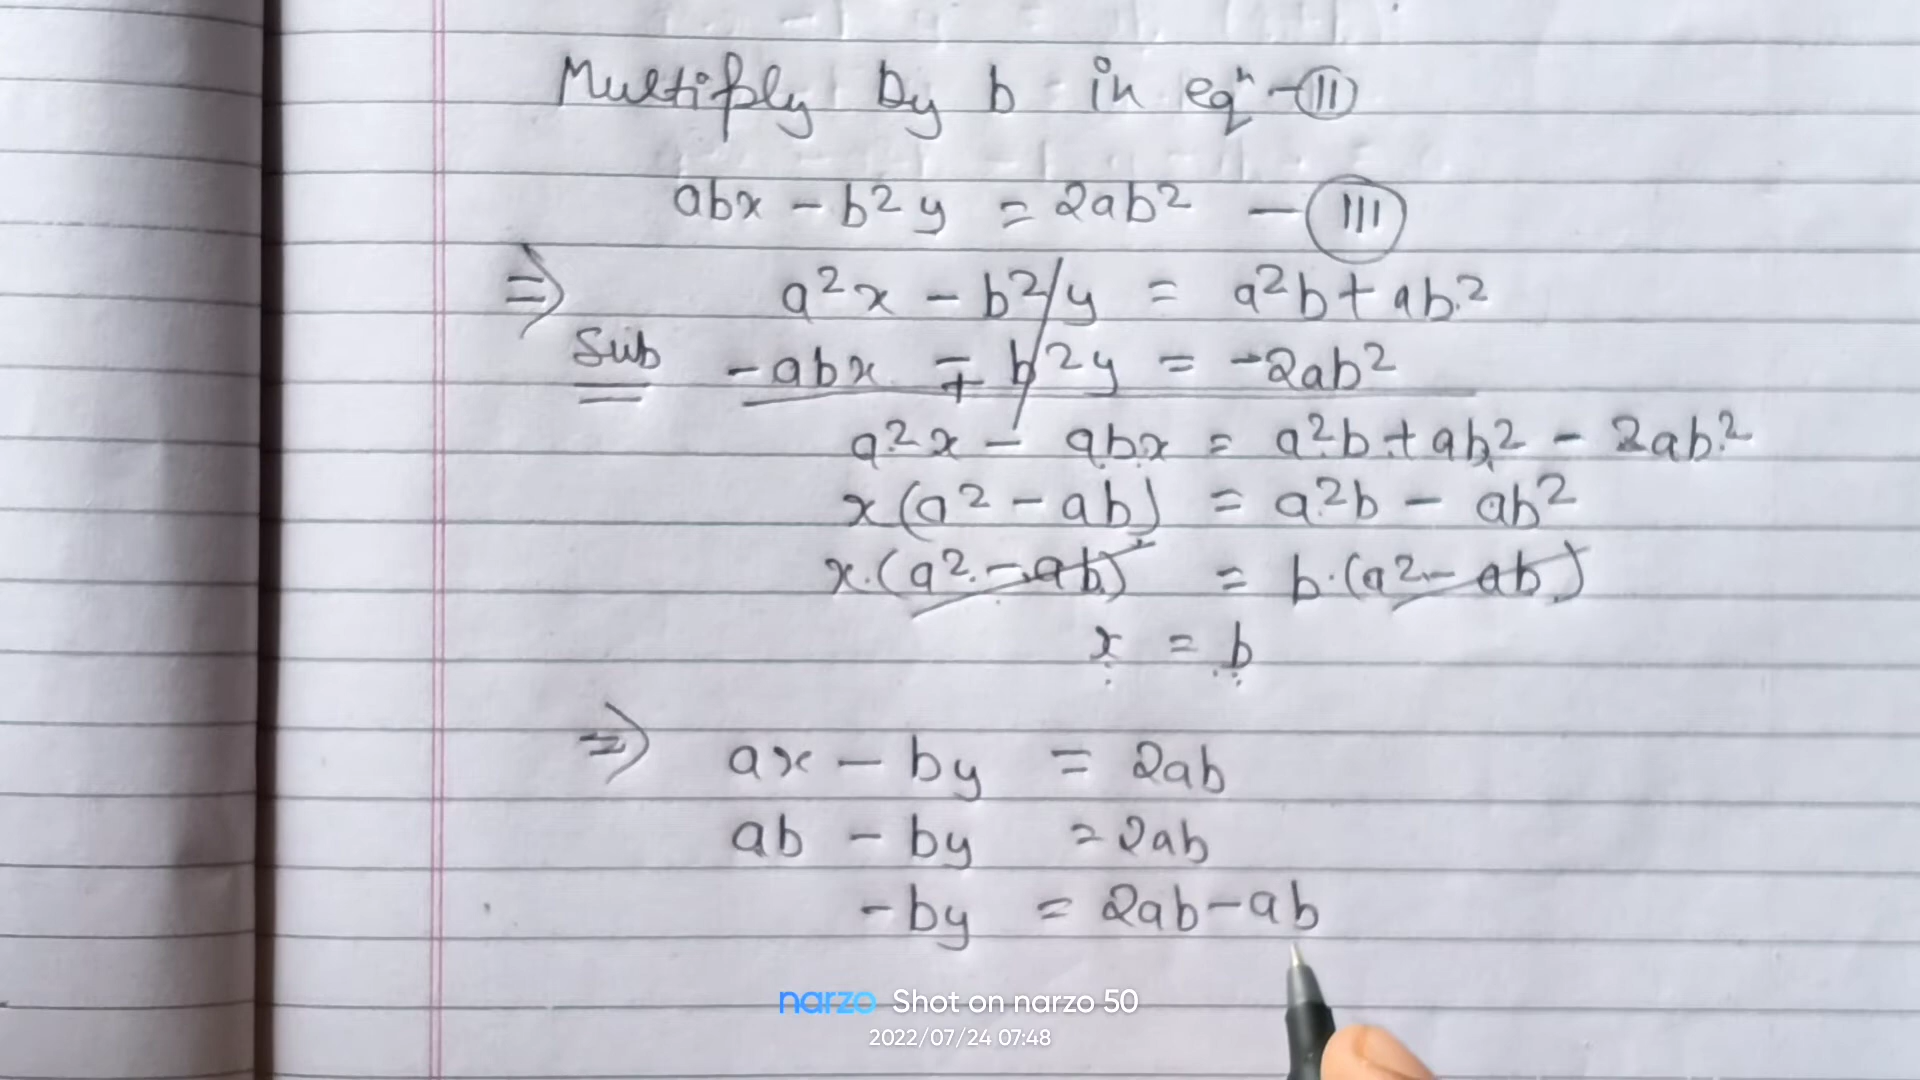 Multiply by b in eqⁿ-(II)
abx - b²y = 2ab² - (III)
⇒ a²x - b²y = a²b + ab²
Sub -abx ∓ b²y = -2ab²
a²x - abx = a²b + ab² - 2ab²
x(a² - ab) = a²b - ab²
x.(a² - ab) = b.(a² - ab)
x = b
⇒ ax - by = 2ab
ab - by = 2ab
-by = 2ab - ab
narzo Shot on narzo 50
2022/07/24 07:48